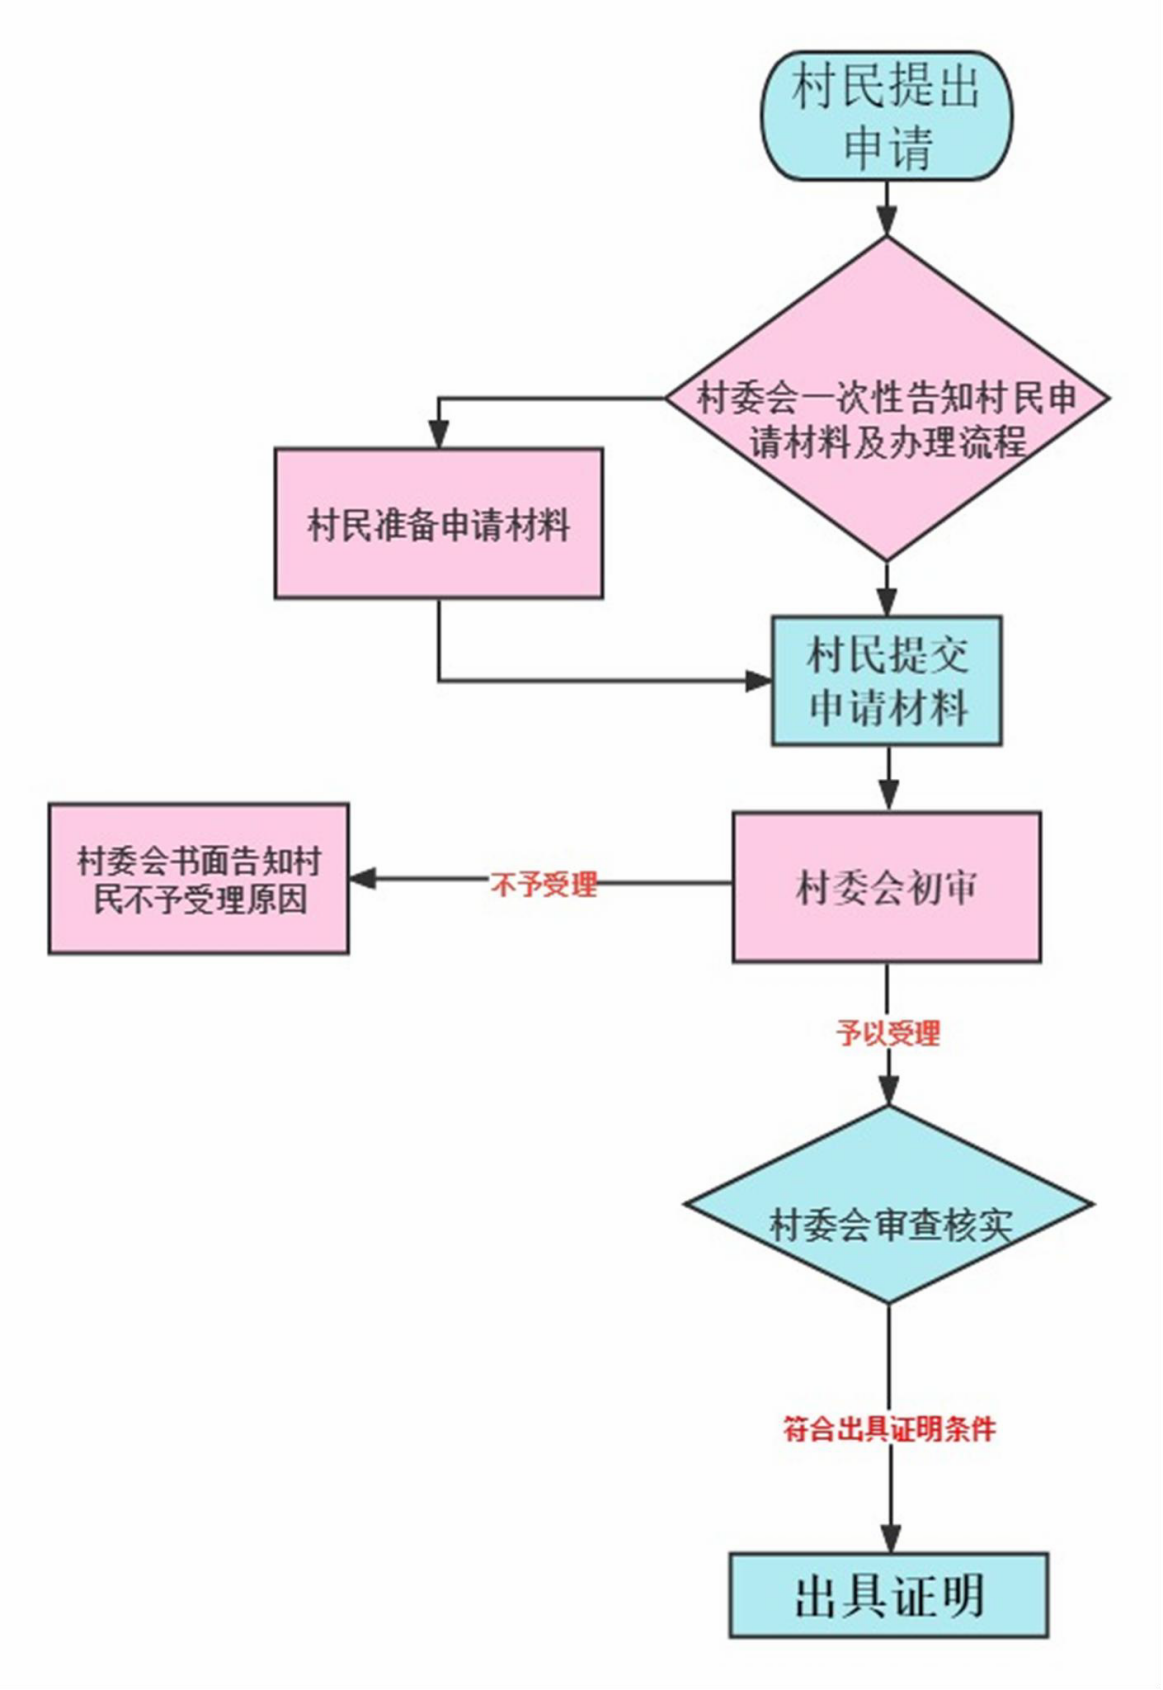 村民提出
申请
村委会一次性告知村民申
请材料及办理流程
村民准备申请材料
村民提交
申请材料
村委会书面告知村
民不予受理原因
不予受理
村委会初审
予以受理
村委会审查核实
符合出具证明条件
出具证明